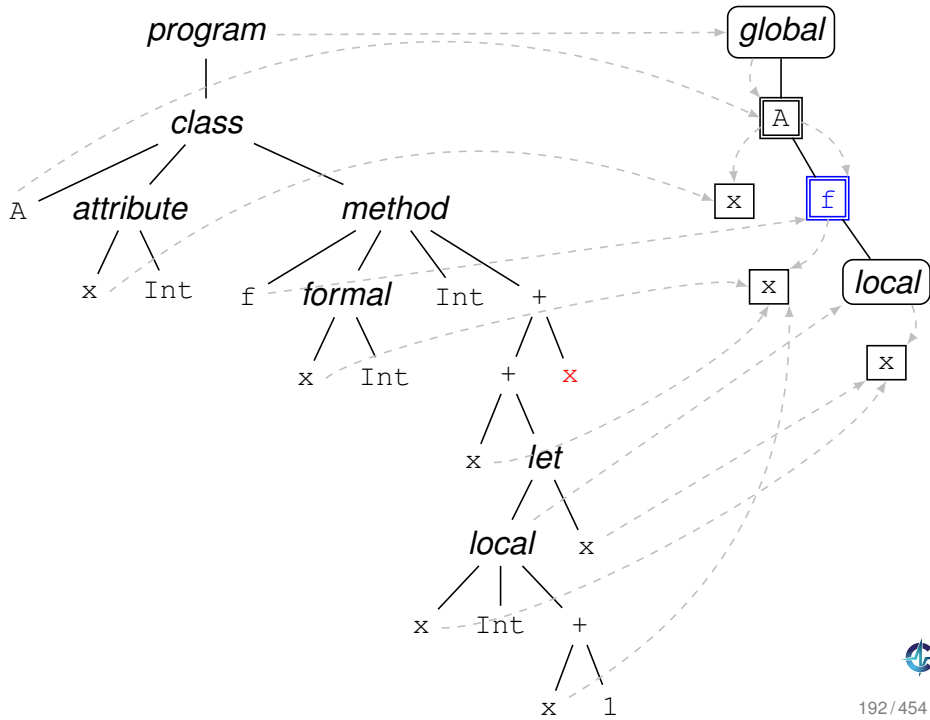 program global
class A
A attribute method x f
x Int f formal Int + x local
x Int + x x
x let
local x
x Int +
x 1
192/454